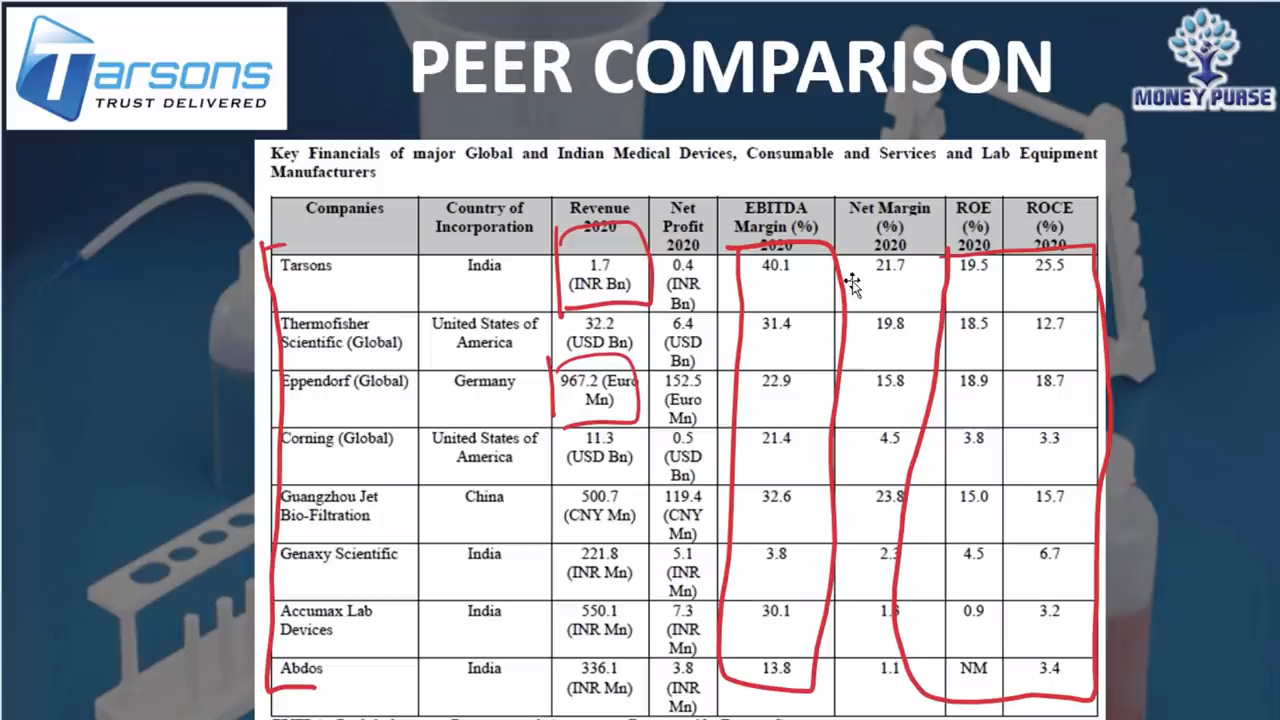 Tarsons
TRUST DELIVERED
PEER COMPARISON
MONEY PURSE
Key Financials of major Global and Indian Medical Devices, Consumable and Services and Lab Equipment
Manufacturers
Companies Country of Incorporation Revenue 2020 Net Profit 2020 EBITDA Margin (%) 2020 Net Margin (%) 2020 ROE (%) 2020 ROCE (%) 2020
Tarsons India 1.7 (INR Bn) 0.4 (INR Bn) 40.1 21.7 19.5 25.5
Thermofisher Scientific (Global) United States of America 32.2 (USD Bn) 6.4 (USD Bn) 31.4 19.8 18.5 12.7
Eppendorf (Global) Germany 967.2 (Euro Mn) 152.5 (Euro Mn) 22.9 15.8 18.9 18.7
Corning (Global) United States of America 11.3 (USD Bn) 0.5 (USD Bn) 21.4 4.5 3.8 3.3
Guangzhou Jet Bio-Filtration China 500.7 (CNY Mn) 119.4 (CNY Mn) 32.6 23.8 15.0 15.7
Genaxy Scientific India 221.8 (INR Mn) 5.1 (INR Mn) 3.8 2.3 4.5 6.7
Accumax Lab Devices India 550.1 (INR Mn) 7.3 (INR Mn) 30.1 1.3 0.9 3.2
Abdos India 336.1 (INR Mn) 3.8 (INR Mn) 13.8 1.1 NM 3.4